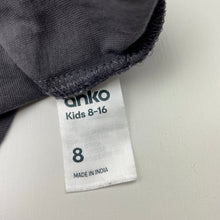 anko
Kids 8-16
8
MADE IN INDIA